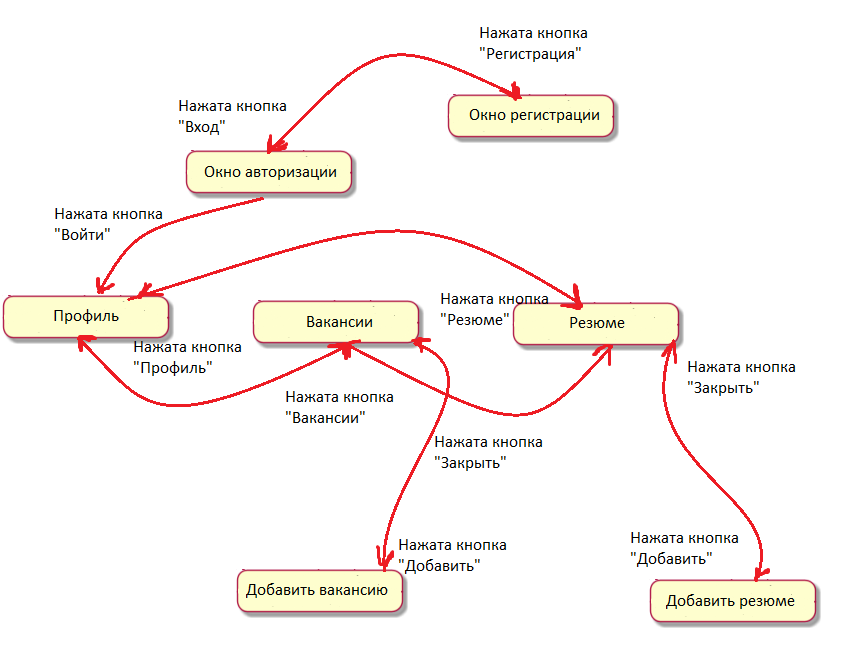 Нажата кнопка
"Регистрация"
Нажата кнопка
"Вход"
Окно регистрации
Окно авторизации
Нажата кнопка
"Войти"
Профиль
Вакансии
Нажата кнопка
"Резюме"
Резюме
Нажата кнопка
"Профиль"
Нажата кнопка
"Вакансии"
Нажата кнопка
"Закрыть"
Нажата кнопка
"Закрыть"
Нажата кнопка
"Добавить"
Нажата кнопка
"Добавить"
Добавить вакансию
Добавить резюме